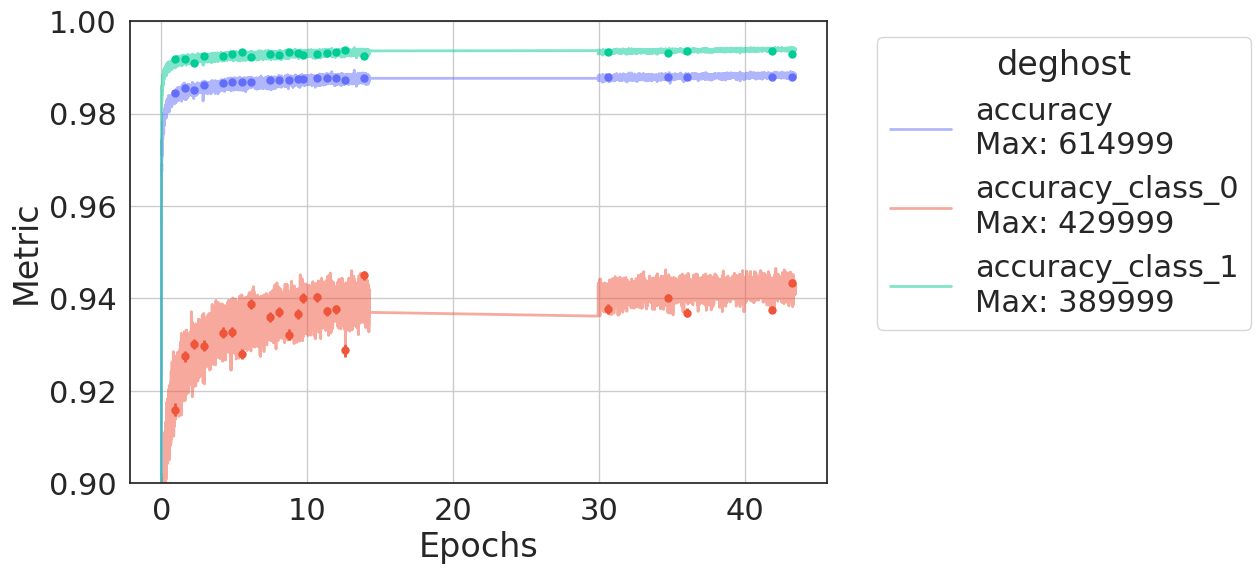 1.00
0.98
0.96
0.94
0.92
0.90
Metric
0
10
20
30
40
Epochs
deghost
accuracy
Max: 614999
accuracy_class_0
Max: 429999
accuracy_class_1
Max: 389999